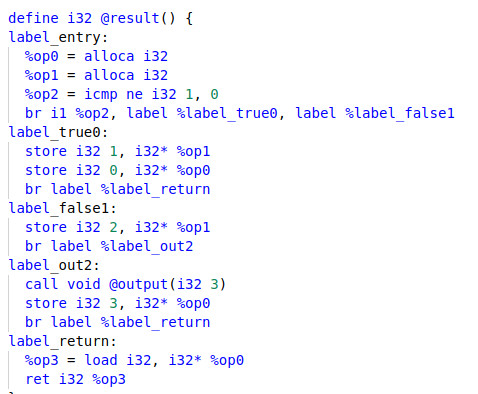 define i32 @result() {
label_entry:
  %op0 = alloca i32
  %op1 = alloca i32
  %op2 = icmp ne i32 1, 0
  br i1 %op2, label %label_true0, label %label_false1
label_true0:
  store i32 1, i32* %op1
  store i32 0, i32* %op0
  br label %label_return
label_false1:
  store i32 2, i32* %op1
  br label %label_out2
label_out2:
  call void @output(i32 3)
  store i32 3, i32* %op0
  br label %label_return
label_return:
  %op3 = load i32, i32* %op0
  ret i32 %op3